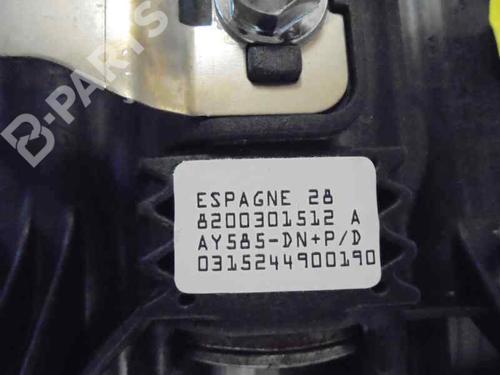 B-PARTS
ESPAGNE 28
8200301512 A
AY585-DN+P/D
0315244900190